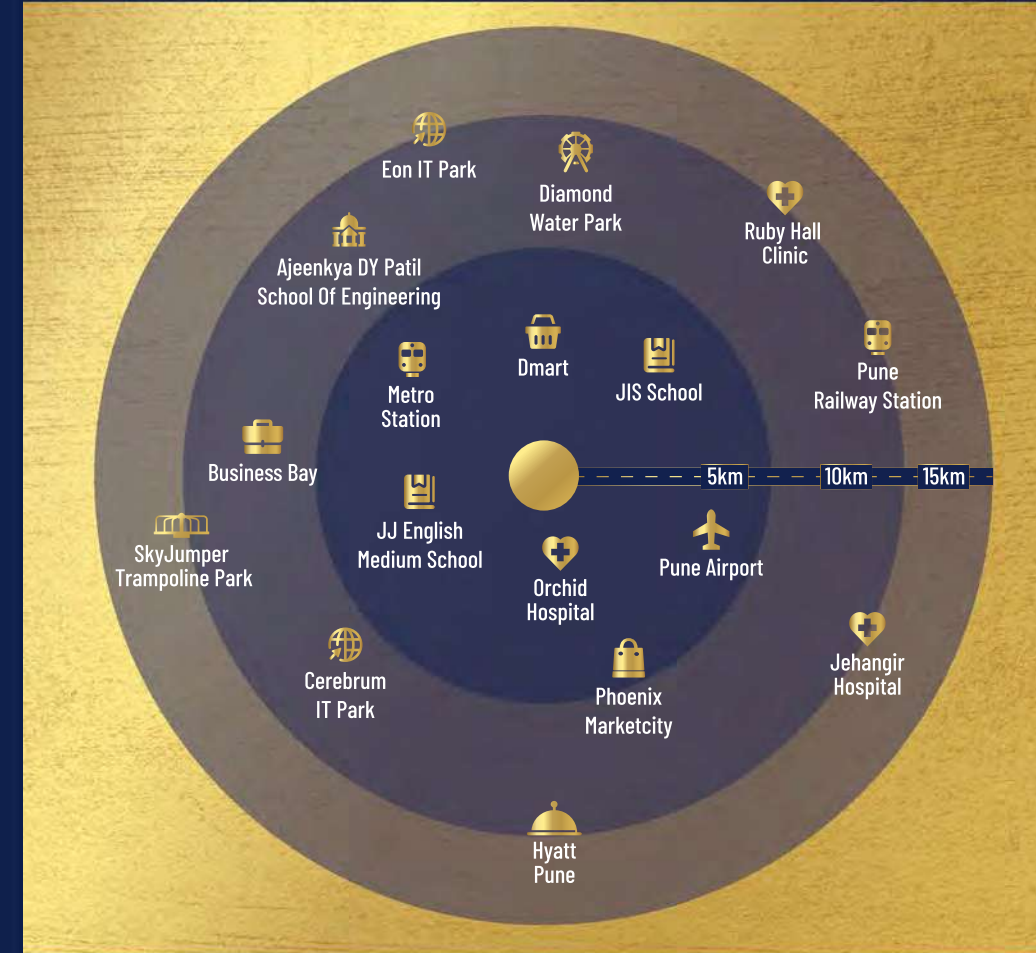 Eon IT Park
Diamond
Water Park
Ruby Hall
Clinic
Ajeenkya DY Patil
School Of Engineering
Dmart
Metro
Station
JIS School
Pune
Railway Station
Business Bay
5km
10km
15km
JJ English
Medium School
SkyJumper
Trampoline Park
Orchid
Hospital
Pune Airport
Cerebrum
IT Park
Phoenix
Marketcity
Jehangir
Hospital
Hyatt
Pune